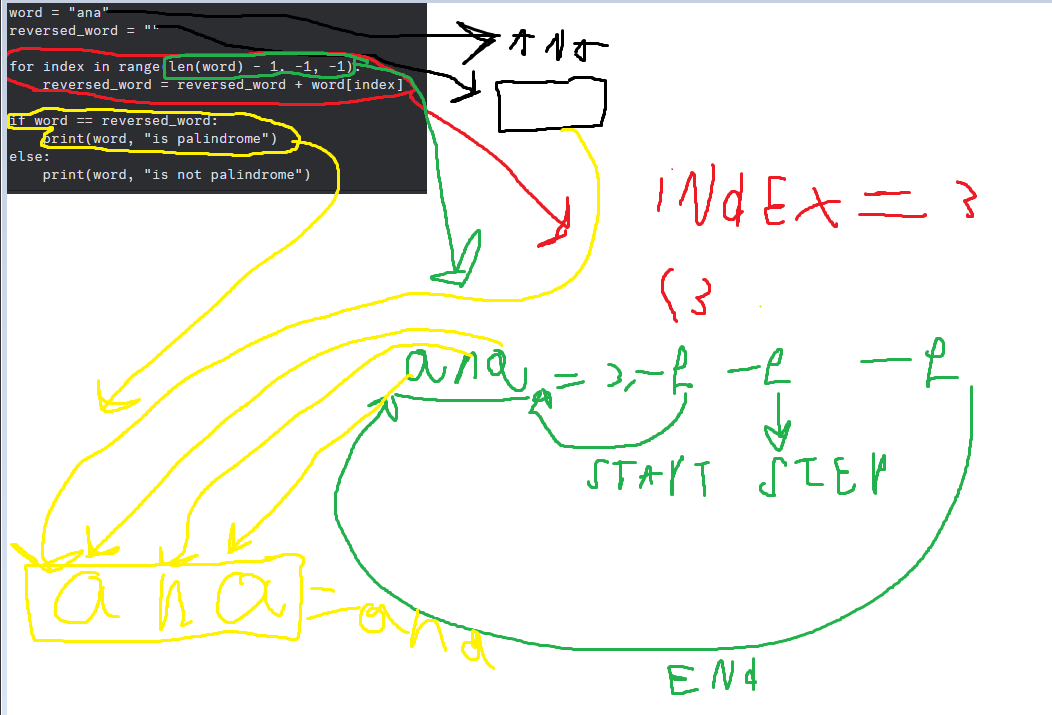 word = "ana"
reversed_word = ""
for index in range(len(word) - 1, -1, -1):
    reversed_word = reversed_word + word[index]
if word == reversed_word:
    print(word, "is palindrome")
else:
    print(word, "is not palindrome")
ANA
INdEX = 3
(3
ana = 3,-1 -1 -1
START STEP
ana = ana
ENd